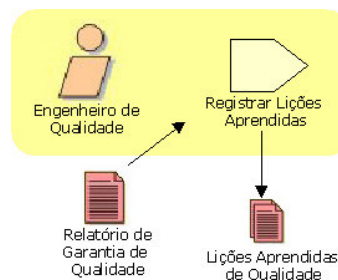 Engenheiro de
Qualidade
Registrar Lições
Aprendidas
Relatório de
Garantia de
Qualidade
Lições Aprendidas
de Qualidade